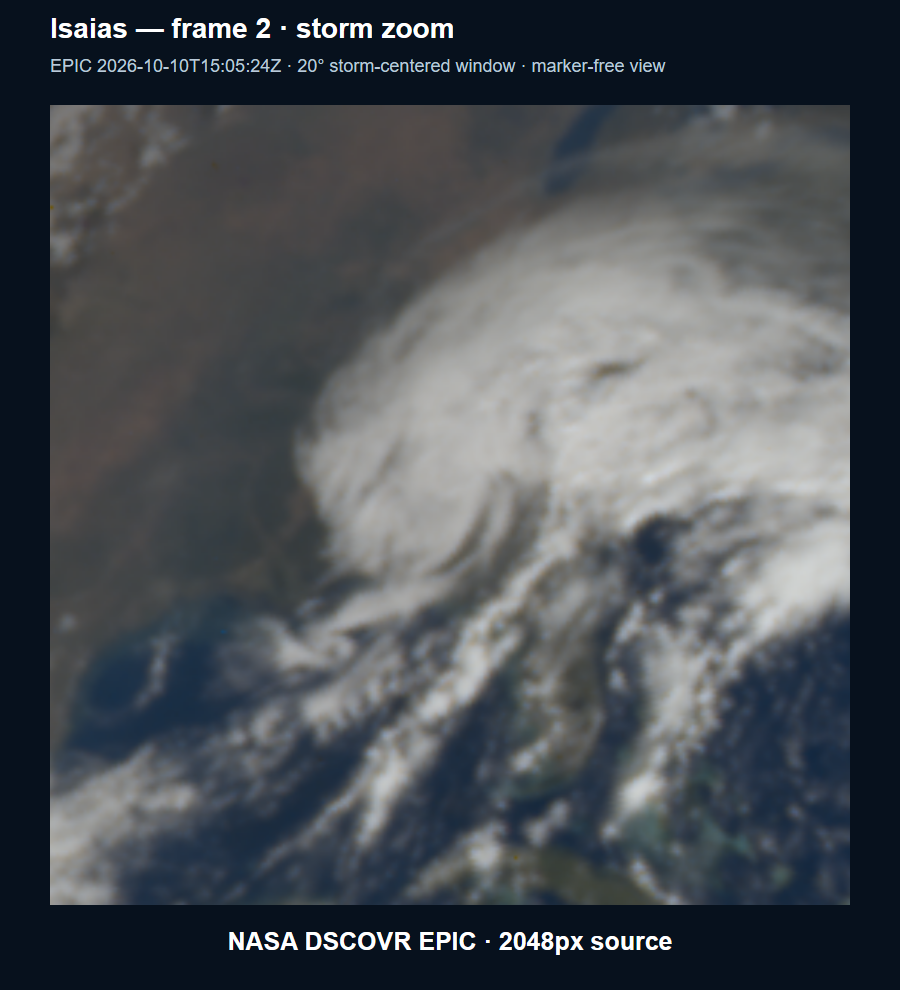 Isaias — frame 2 · storm zoom
EPIC 2026-10-10T15:05:24Z · 20° storm-centered window · marker-free view
NASA DSCOVR EPIC · 2048px source